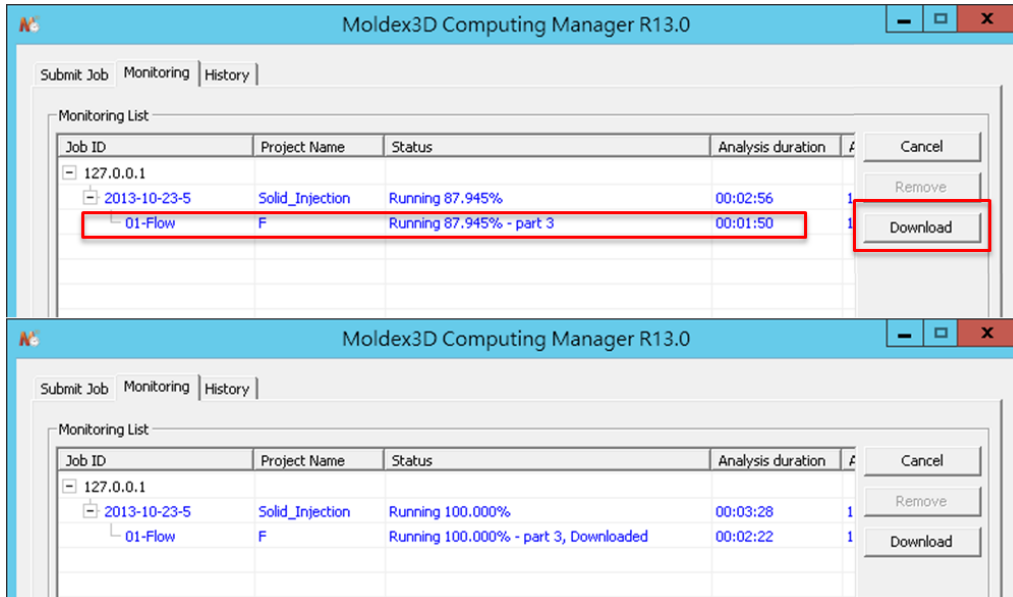 Moldex3D Computing Manager R13.0
Submit Job Monitoring History
Monitoring List
Job ID Project Name Status Analysis duration
Cancel
127.0.0.1
Remove
2013-10-23-5 Solid_Injection Running 87.945% 00:02:56 1
01-Flow F Running 87.945% - part 3 00:01:50 1
Download
Moldex3D Computing Manager R13.0
Submit Job Monitoring History
Monitoring List
Job ID Project Name Status Analysis duration
Cancel
127.0.0.1
Remove
2013-10-23-5 Solid_Injection Running 100.000% 00:03:28 1
01-Flow F Running 100.000% - part 3, Downloaded 00:02:22 1
Download